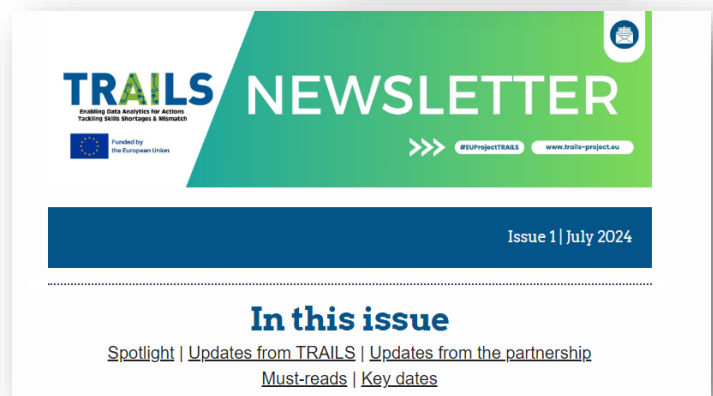 TRAILS
Enabling Data Analytics for Actions
Tackling Skills Shortages & Mismatch
Funded by
the European Union
NEWSLETTER
>>> #EUProjectTRAILS www.trails-project.eu
Issue 1| July 2024
In this issue
Spotlight | Updates from TRAILS | Updates from the partnership
Must-reads | Key dates